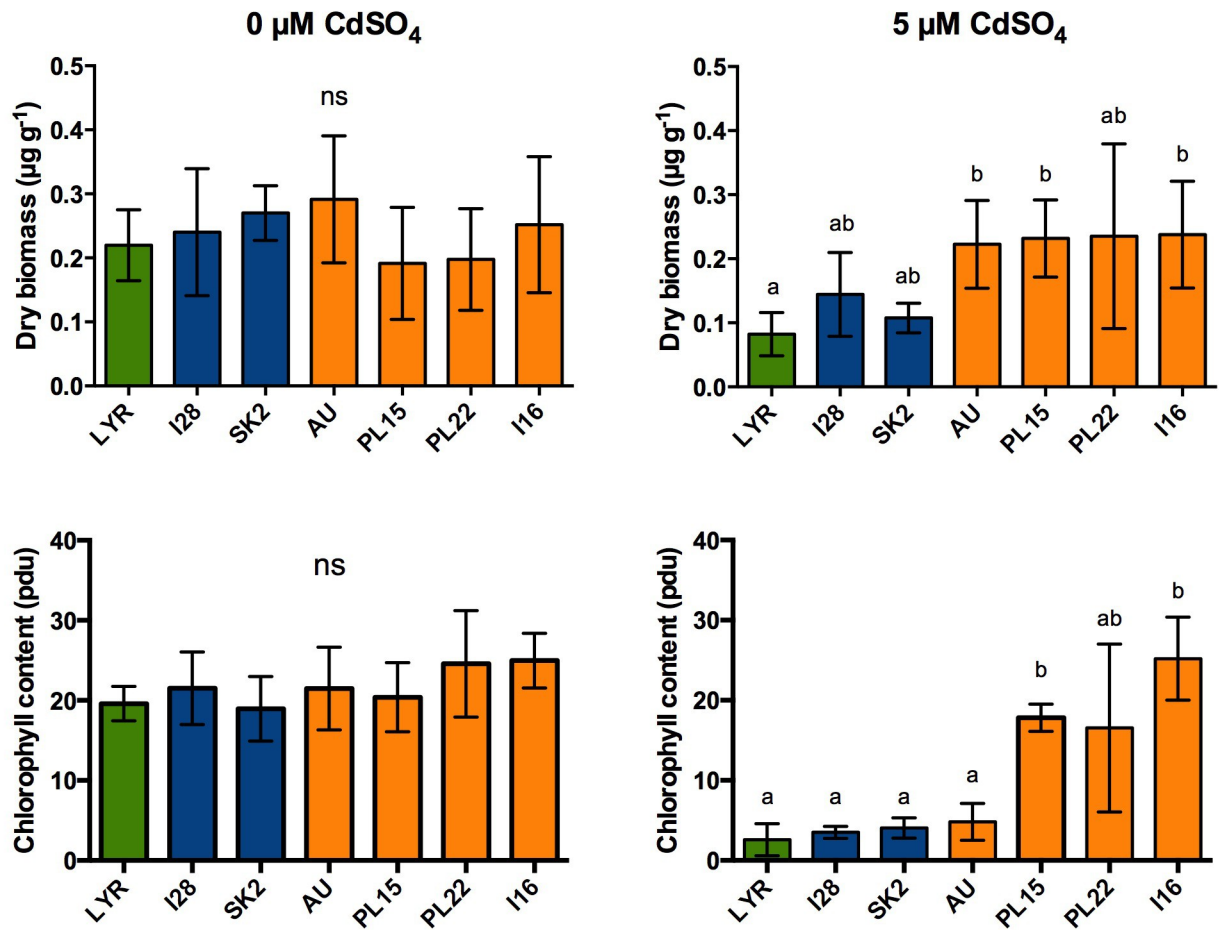 0 µM CdSO₄
5 µM CdSO₄
Dry biomass (µg g⁻¹)
0.5
0.4
0.3
0.2
0.1
0.0
ns
LYR I28 SK2 AU PL15 PL22 I16
Dry biomass (µg g⁻¹)
0.5
0.4
0.3
0.2
0.1
0.0
a ab ab b b ab b
LYR I28 SK2 AU PL15 PL22 I16
Chlorophyll content (pdu)
40
30
20
10
0
ns
LYR I28 SK2 AU PL15 PL22 I16
Chlorophyll content (pdu)
40
30
20
10
0
a a a a b ab b
LYR I28 SK2 AU PL15 PL22 I16